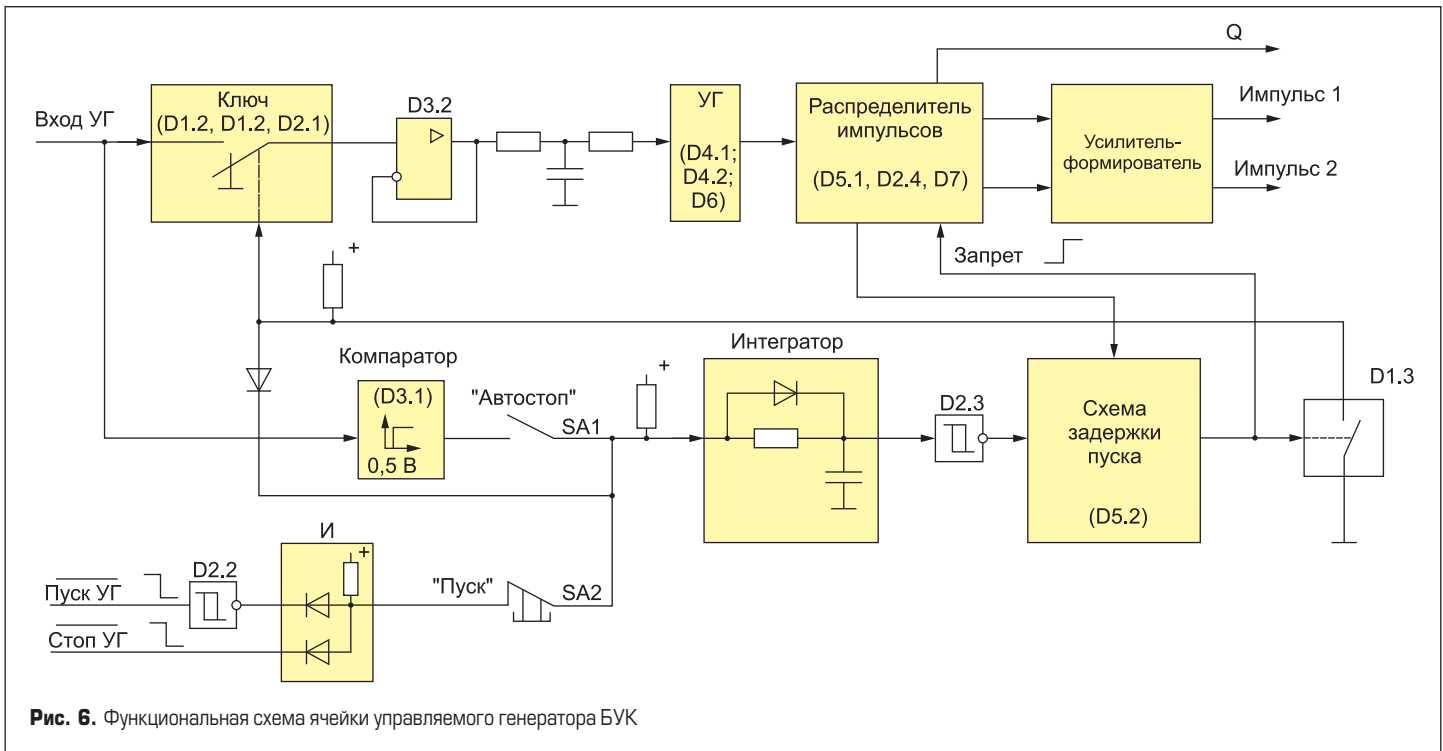 Q
Вход УГ
Ключ
(D1.2, D1.2, D2.1)
D3.2
УГ
(D4.1;
D4.2;
D6)
Распределитель
импульсов
(D5.1, D2.4, D7)
Усилитель-
формирователь
Импульс 1
Импульс 2
Запрет
+
Компаратор
(D3.1)
0,5 В
"Автостоп"
SA1
+
Интегратор
D2.3
Схема
задержки
пуска
(D5.2)
D1.3
И
+
D2.2
Пуск УГ
Стоп УГ
"Пуск"
SA2
Рис. 6. Функциональная схема ячейки управляемого генератора БУК